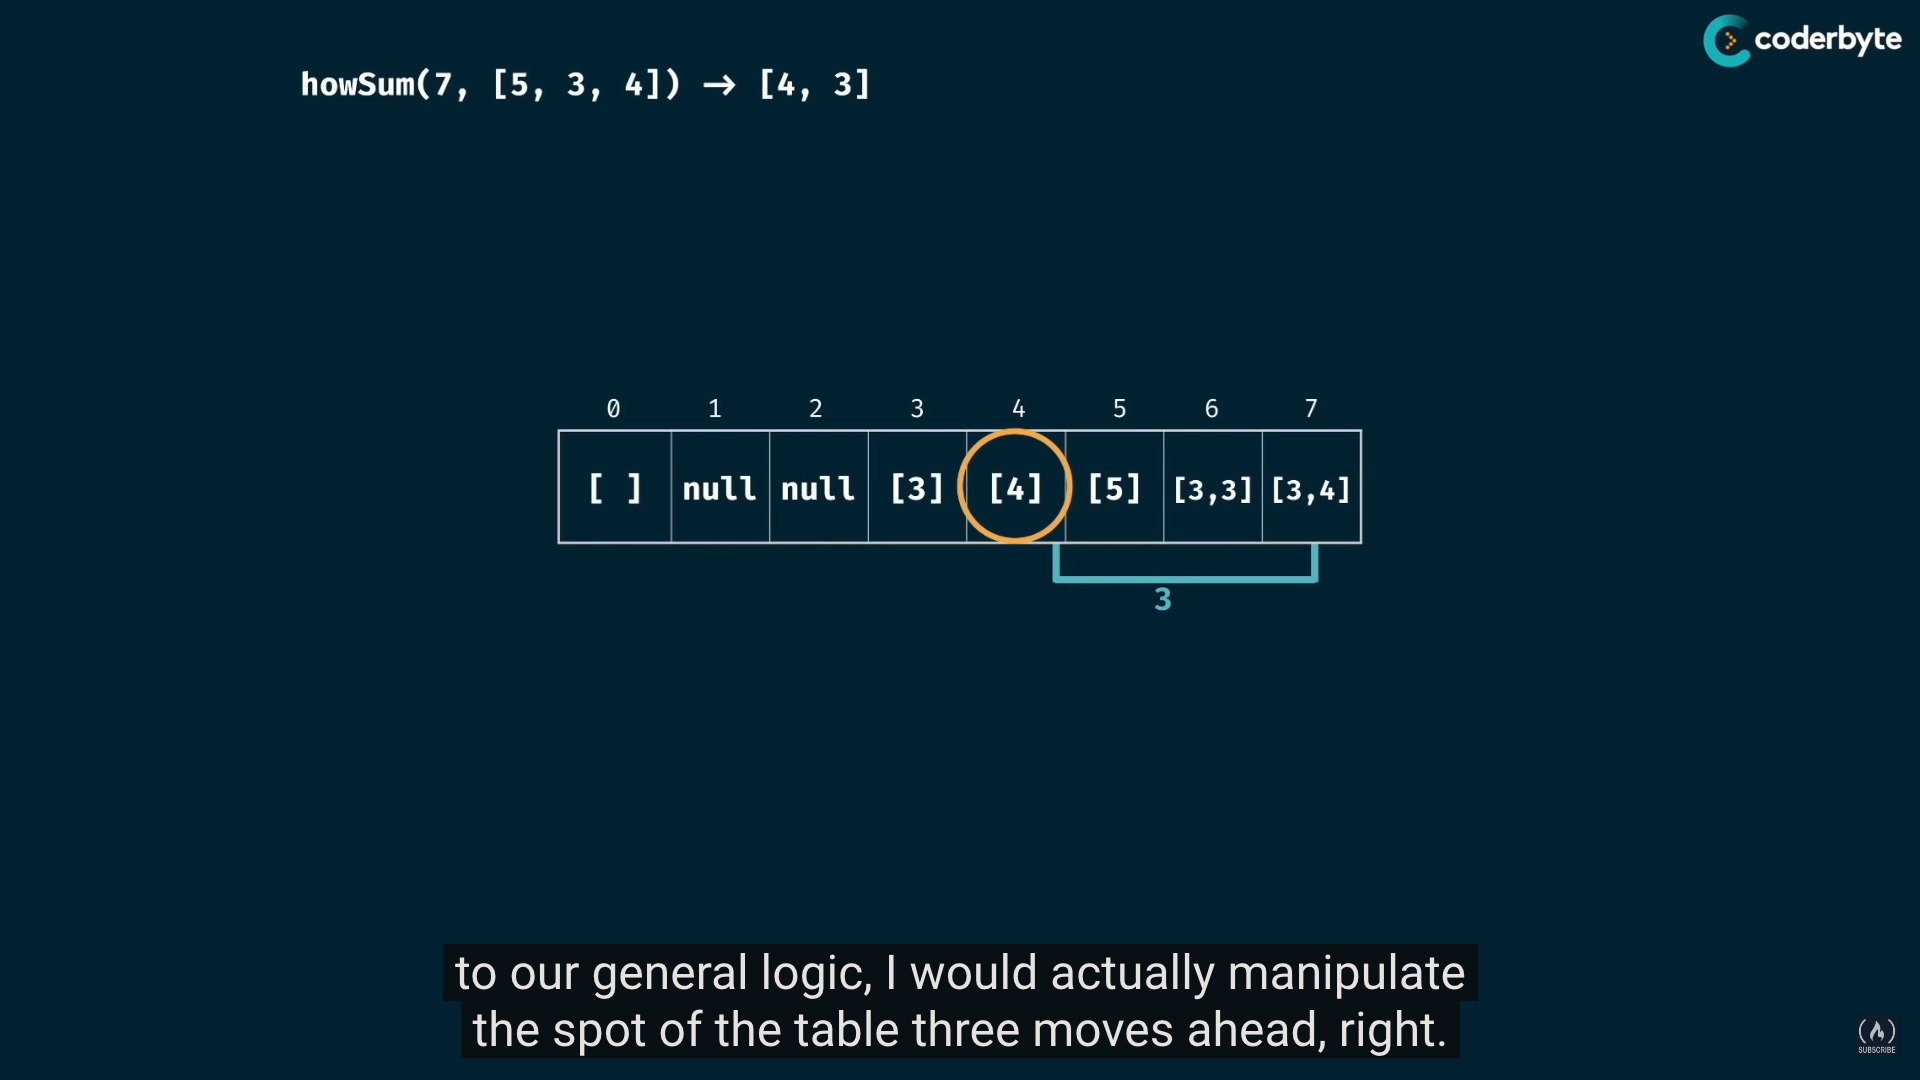 coderbyte
howSum(7, [5, 3, 4]) → [4, 3]
0 1 2 3 4 5 6 7
[ ] null null [3] [4] [5] [3,3] [3,4]
3
to our general logic, I would actually manipulate
the spot of the table three moves ahead, right.
SUBSCRIBE